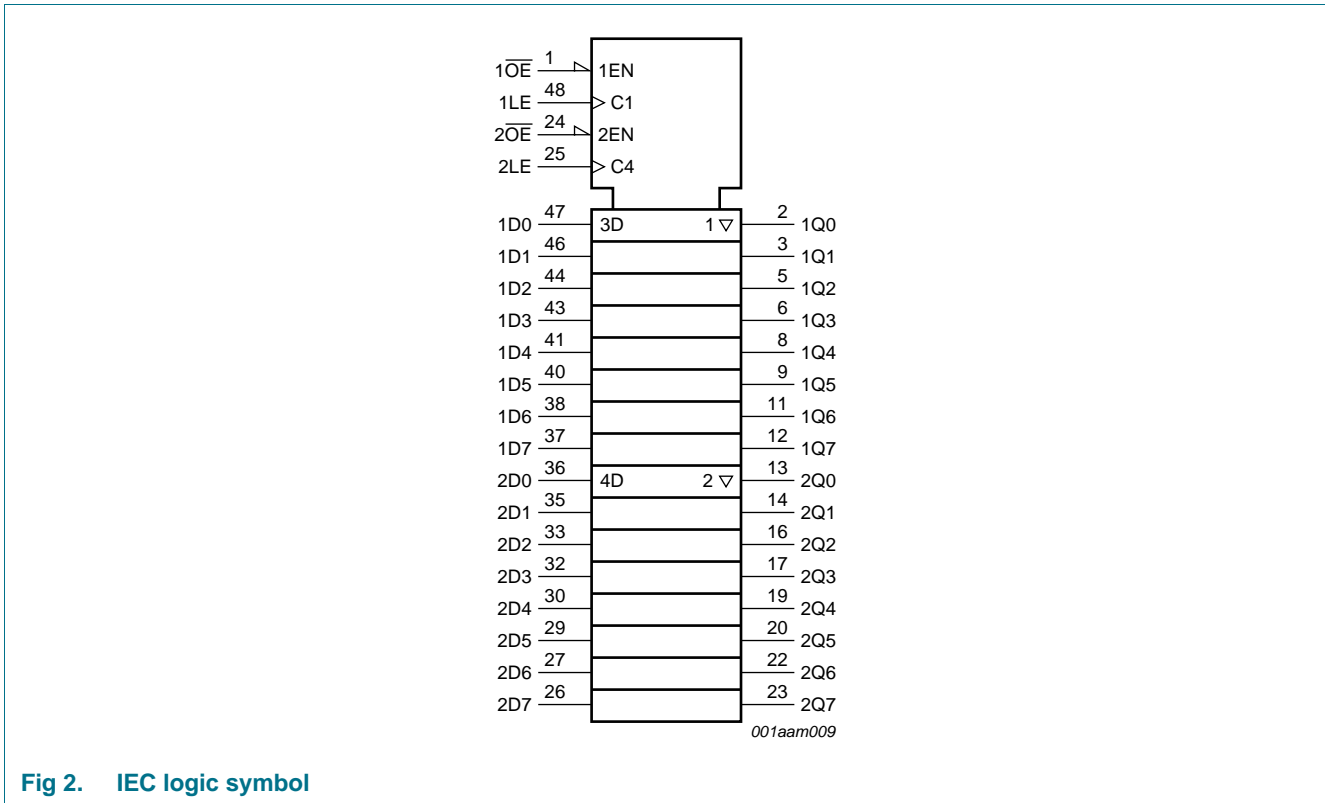 1O̅E̅ 1 1EN
1LE 48 C1
2O̅E̅ 24 2EN
2LE 25 C4
1D0 47 3D 1 ▽ 2 1Q0
1D1 46 3 1Q1
1D2 44 5 1Q2
1D3 43 6 1Q3
1D4 41 8 1Q4
1D5 40 9 1Q5
1D6 38 11 1Q6
1D7 37 12 1Q7
2D0 36 4D 2 ▽ 13 2Q0
2D1 35 14 2Q1
2D2 33 16 2Q2
2D3 32 17 2Q3
2D4 30 19 2Q4
2D5 29 20 2Q5
2D6 27 22 2Q6
2D7 26 23 2Q7
001aam009
Fig 2. IEC logic symbol